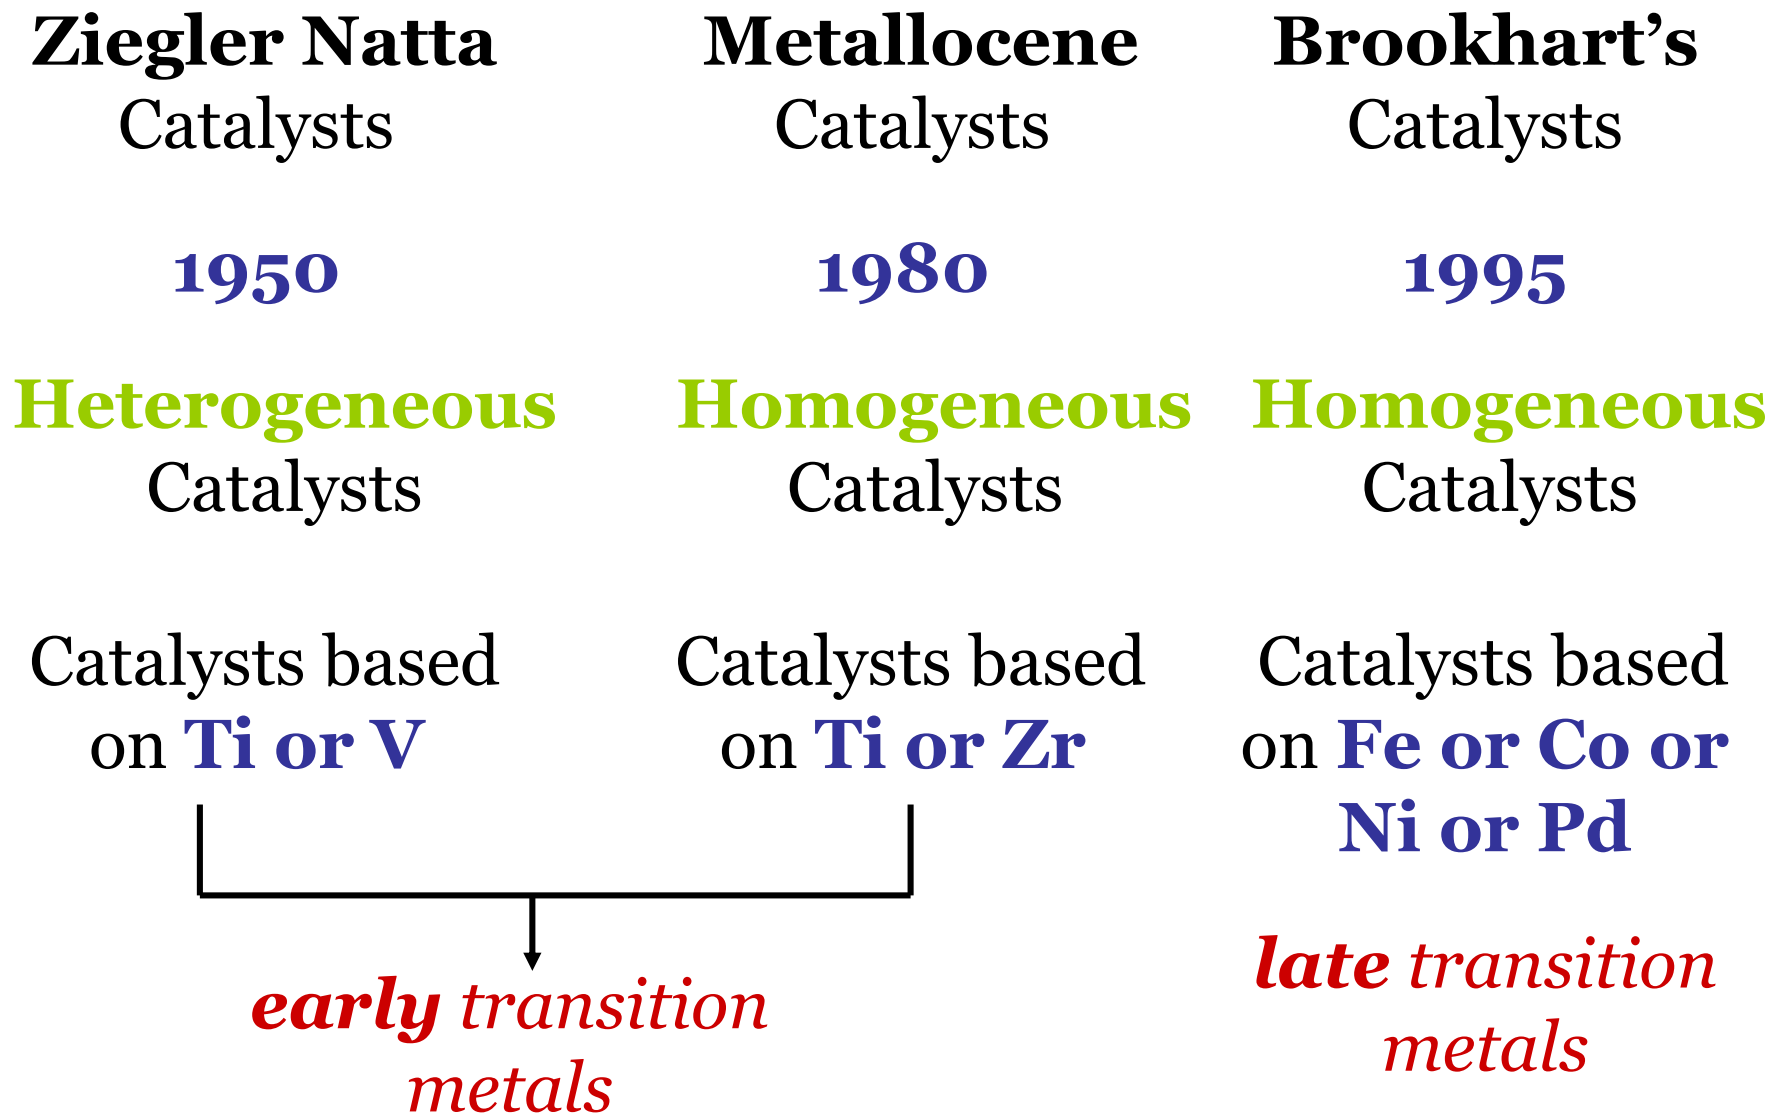 Ziegler Natta
Catalysts
1950
Heterogeneous
Catalysts
Catalysts based
on Ti or V
Metallocene
Catalysts
1980
Homogeneous
Catalysts
Catalysts based
on Ti or Zr
early transition
metals
Brookhart’s
Catalysts
1995
Homogeneous
Catalysts
Catalysts based
on Fe or Co or
Ni or Pd
late transition
metals